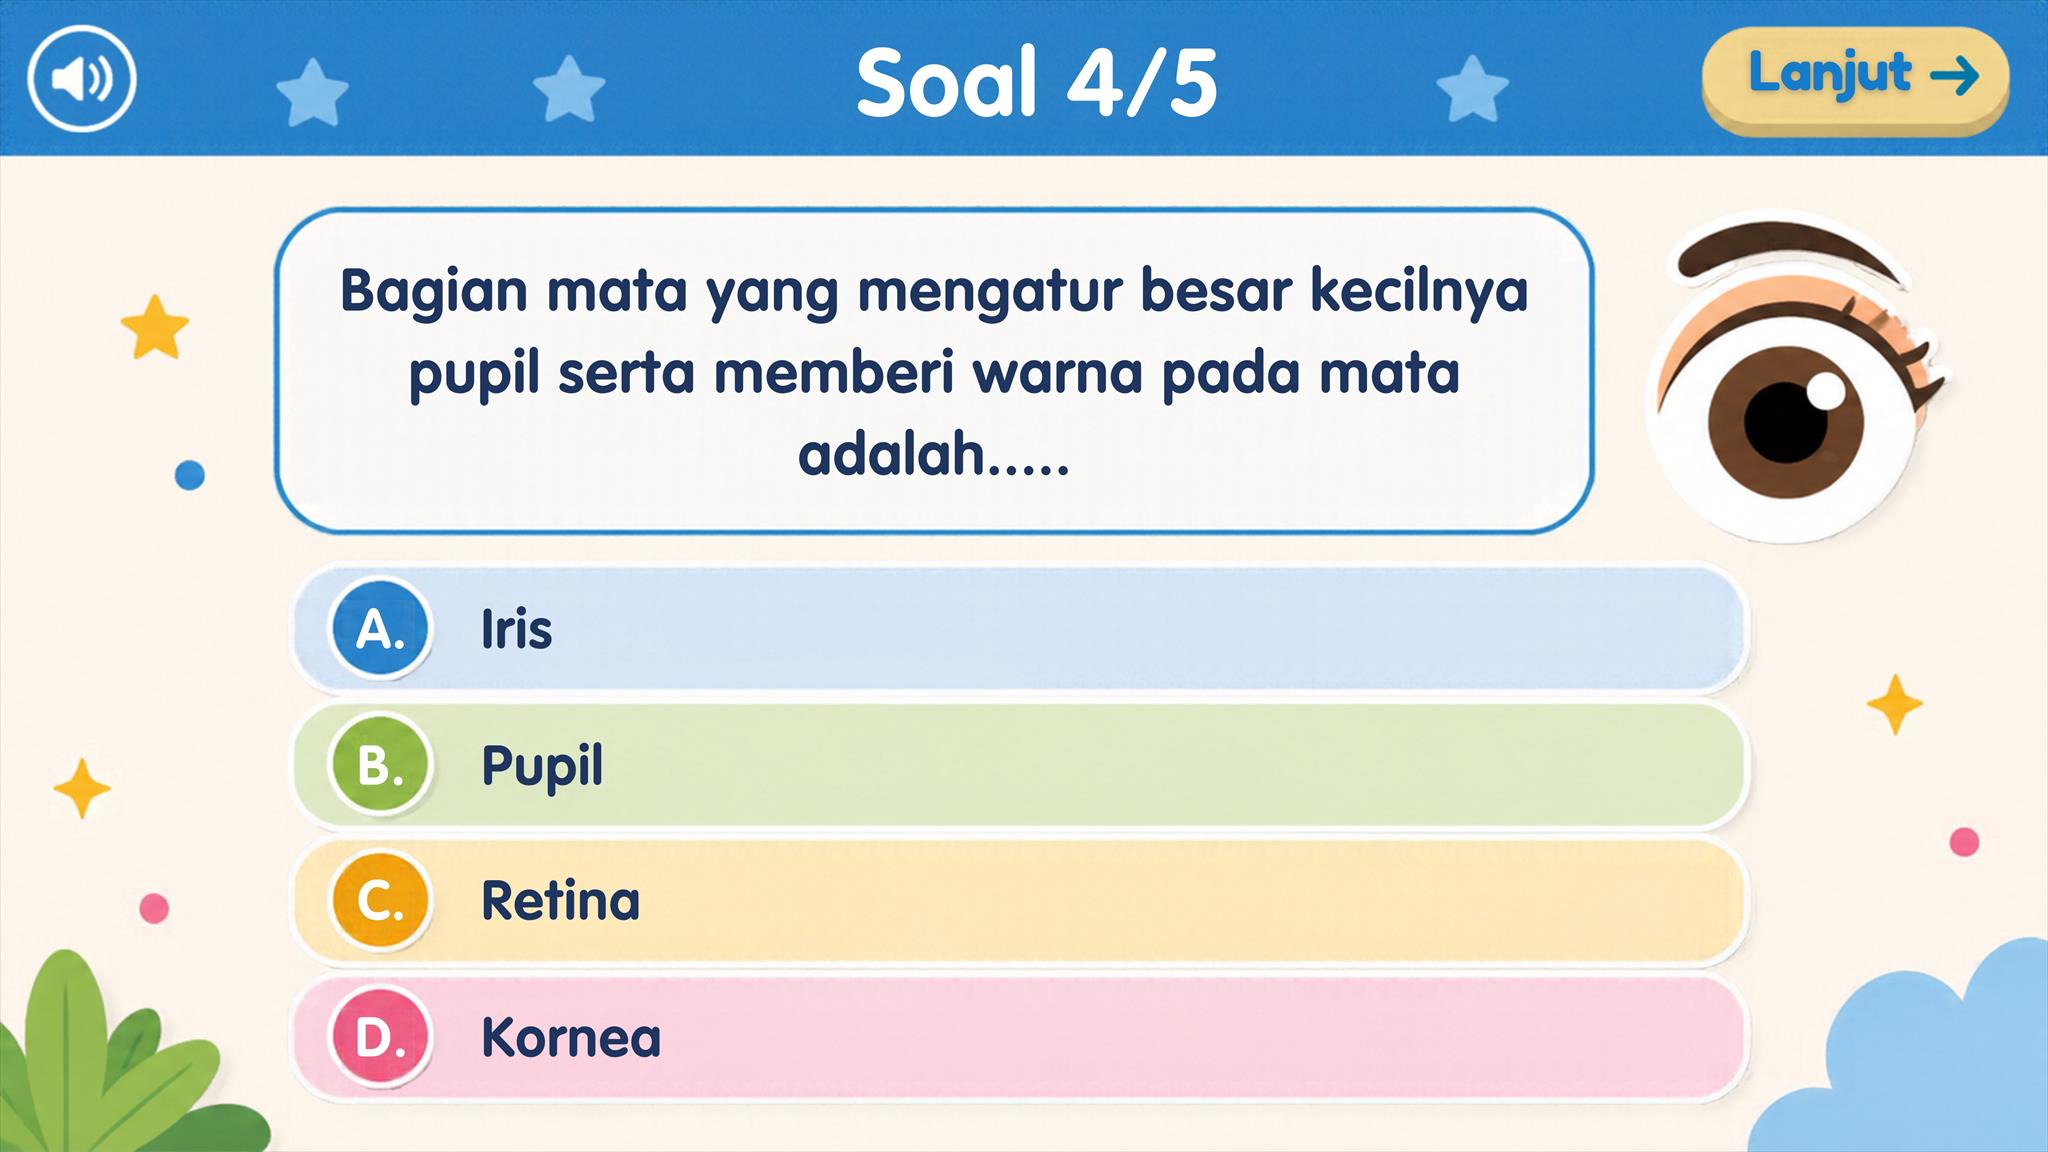 Soal 4/5
Lanjut →
Bagian mata yang mengatur besar kecilnya
pupil serta memberi warna pada mata
adalah.....
A. Iris
B. Pupil
C. Retina
D. Kornea